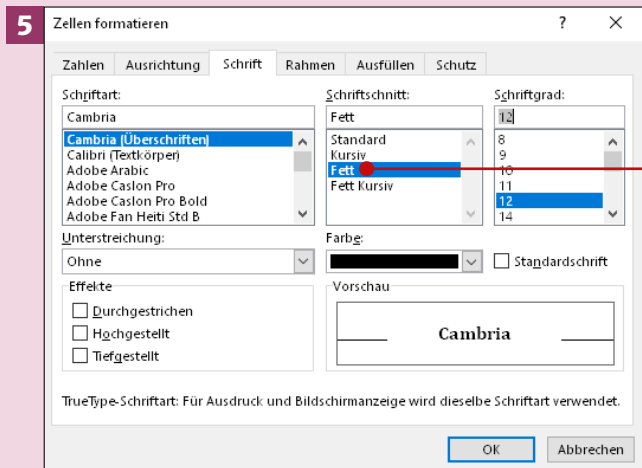 5
Zellen formatieren ? ×
Zahlen Ausrichtung Schrift Rahmen Ausfüllen Schutz
Schriftart: Schriftschnitt: Schriftgrad:
Cambria Fett 12
Cambria (Überschriften) Standard 8
Calibri (Textkörper) Kursiv 9
Adobe Arabic Fett 10
Adobe Caslon Pro Fett Kursiv 11
Adobe Caslon Pro Bold 12
Adobe Fan Heiti Std B 14
Unterstreichung: Farbe:
Ohne Standardschrift
Effekte Vorschau
Durchgestrichen
Hochgestellt Cambria
Tiefgestellt
TrueType-Schriftart: Für Ausdruck und Bildschirmanzeige wird dieselbe Schriftart verwendet.
OK Abbrechen